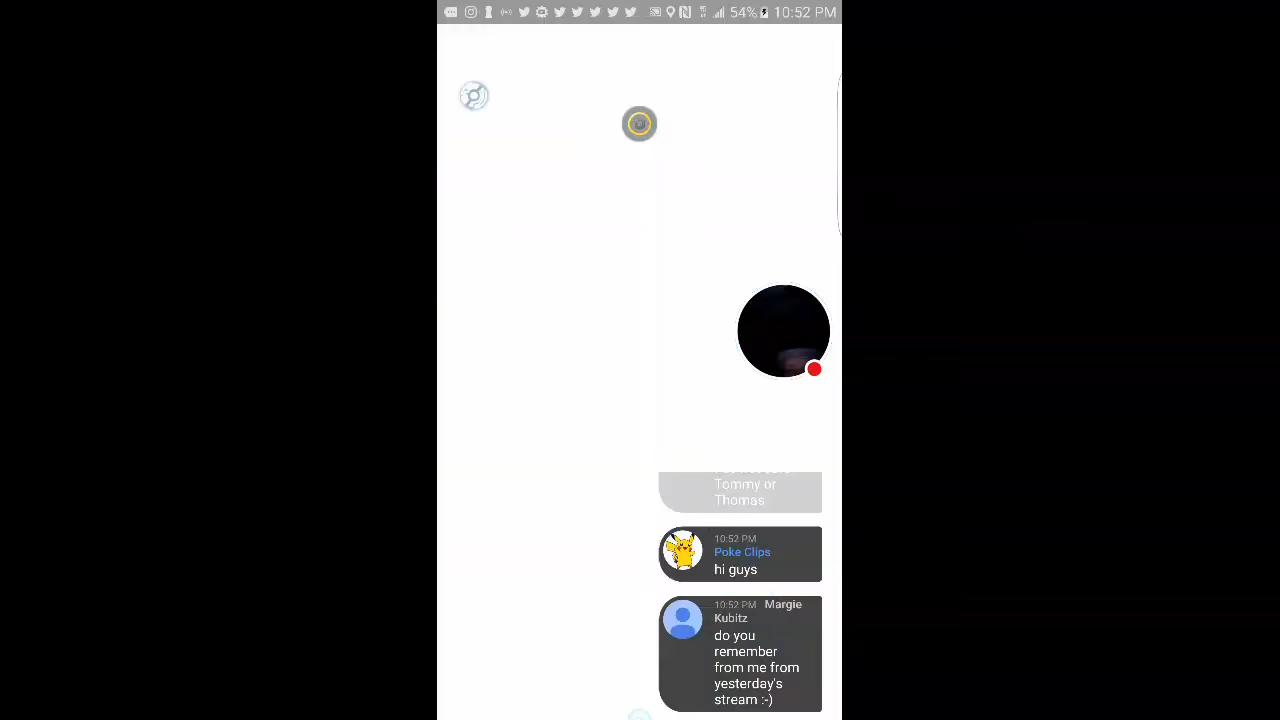 54% 10:52 PM
Tommy or
Thomas
10:52 PM
Poke Clips
hi guys
10:52 PM Margie
Kubitz
do you
remember
from me from
yesterday's
stream :-)